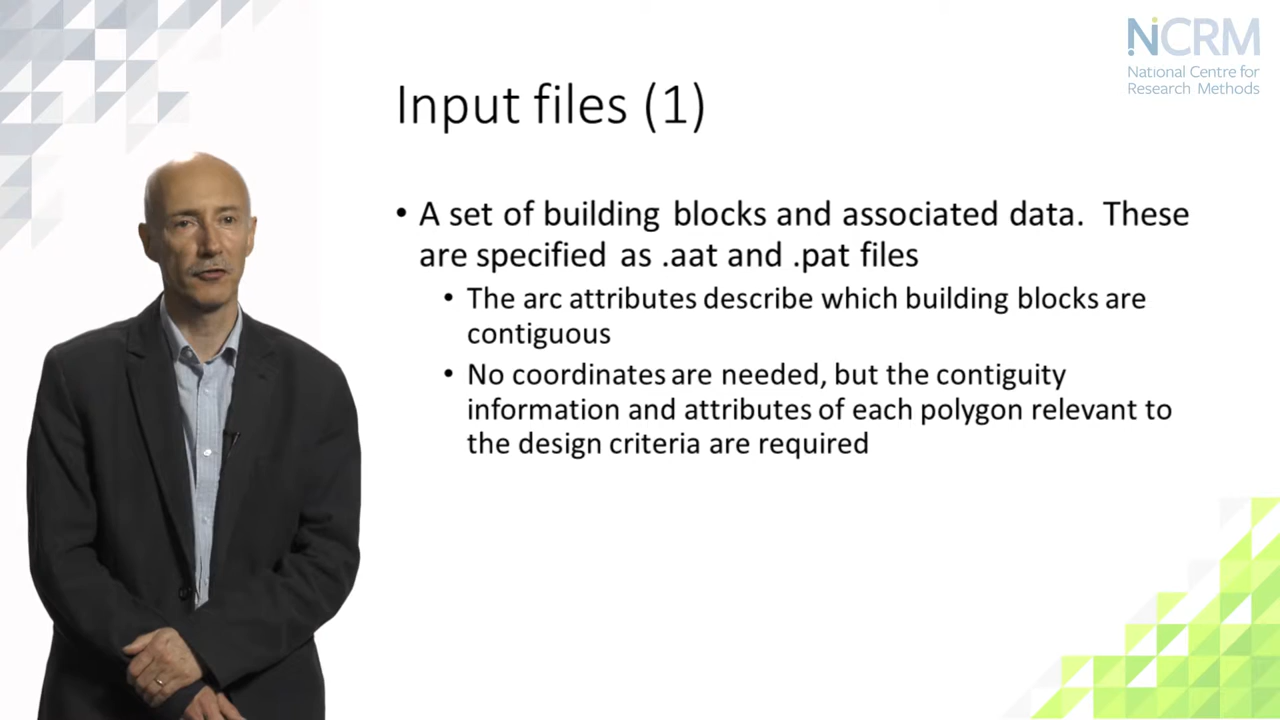 NCRM
National Centre for
Research Methods
Input files (1)
• A set of building blocks and associated data.  These
are specified as .aat and .pat files
• The arc attributes describe which building blocks are
contiguous
• No coordinates are needed, but the contiguity
information and attributes of each polygon relevant to
the design criteria are required